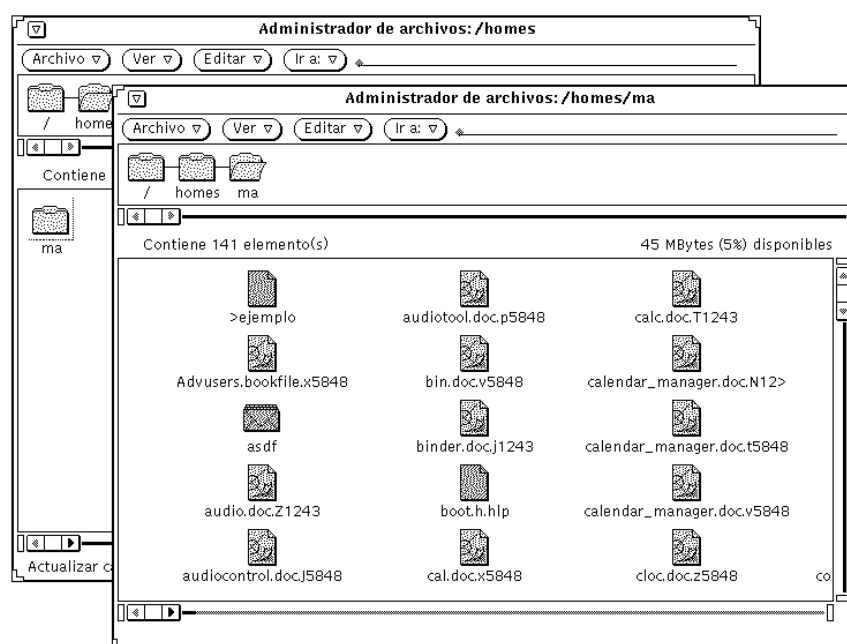 Administrador de archivos: /homes
Archivo Ver Editar Ir a:
/ home
Contiene
ma
Actualizar ca
Administrador de archivos: /homes/ma
Archivo Ver Editar Ir a:
/ homes ma
Contiene 141 elemento(s) 45 MBytes (5%) disponibles
>ejemplo audiotool.doc.p5848 calc.doc.T1243
Advusers.bookfile.x5848 bin.doc.v5848 calendar_manager.doc.N12>
asdf binder.doc.j1243 calendar_manager.doc.t5848
audio.doc.Z1243 boot.h.hlp calendar_manager.doc.v5848
audiocontrol.doc.J5848 cal.doc.x5848 cloc.doc.z5848 co